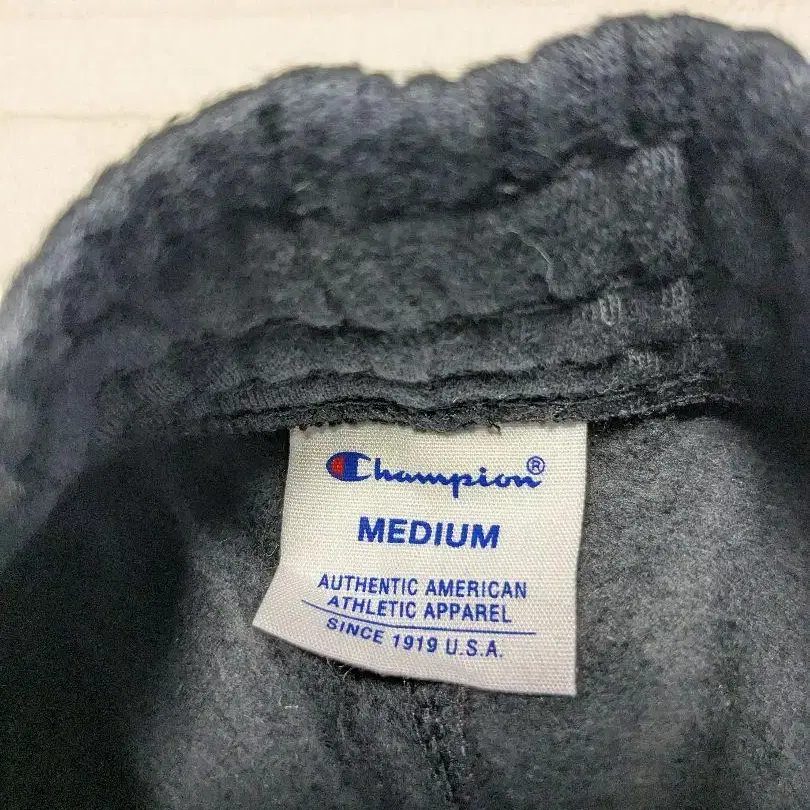 Champion®
MEDIUM
AUTHENTIC AMERICAN
ATHLETIC APPAREL
SINCE 1919 U.S.A.